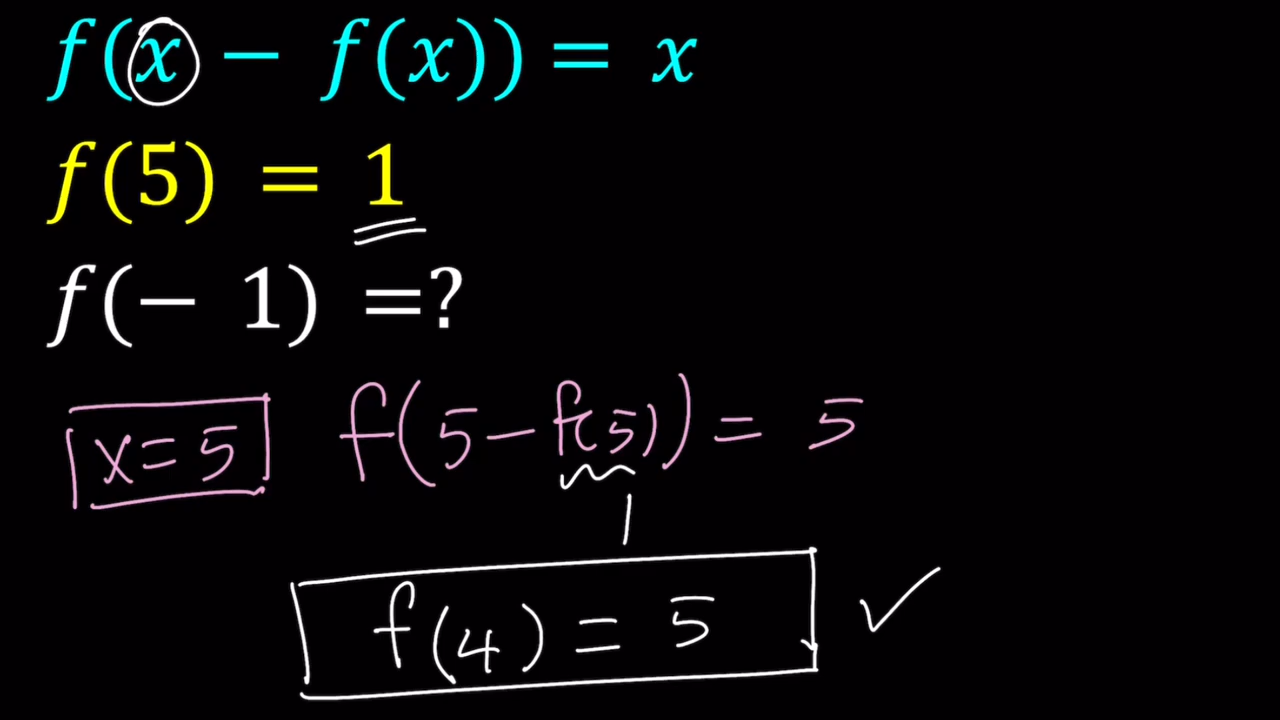 f(x − f(x)) = x
f(5) = 1
f(− 1) =?
x = 5 f(5 − f(5)) = 5
1
f(4) = 5 ✓